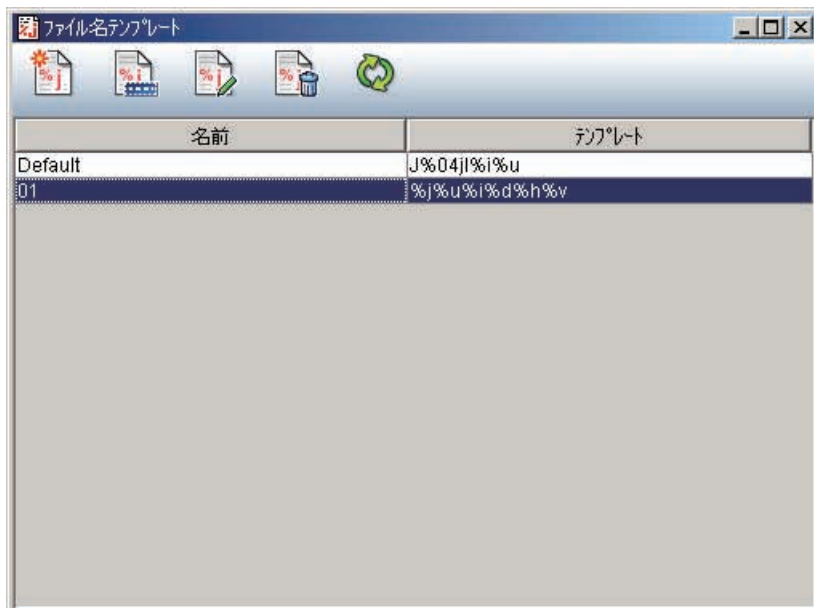 ファイル名テンプレート
%j %j %j %j
名前 テンプレート
Default J%04jI%i%u
01 %j%u%i%d%h%v